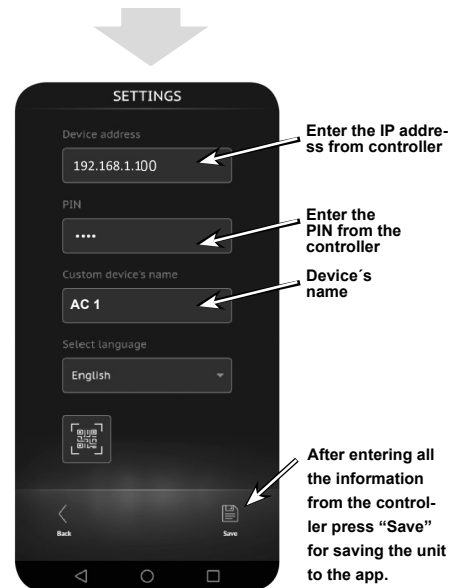 SETTINGS
Device address
192.168.1.100
Enter the IP addre-
ss from controller
PIN
....
Enter the
PIN from the
controller
Custom device's name
AC 1
Device´s
name
Select language
English
After entering all
the information
from the control-
ler press “Save”
for saving the unit
to the app.
Back
Save